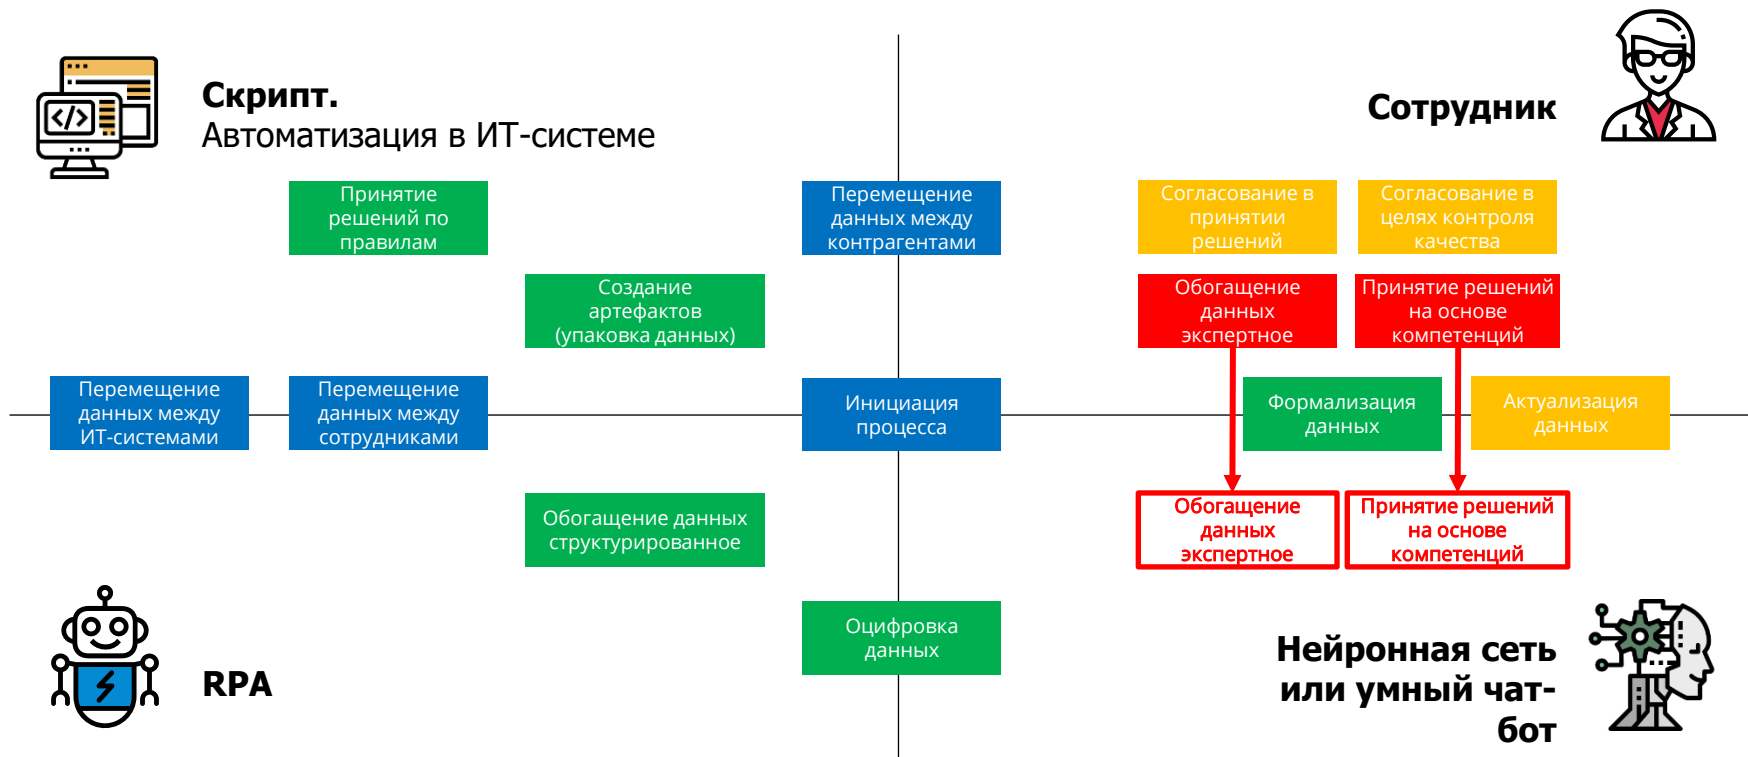 Скрипт.
Автоматизация в ИТ-системе
Сотрудник
Принятие
решений по
правилам
Перемещение
данных между
контрагентами
Согласование в
принятии
решений
Согласование в
целях контроля
качества
Создание
артефактов
(упаковка данных)
Обогащение
данных
экспертное
Принятие решений
на основе
компетенций
Перемещение
данных между
ИТ-системами
Перемещение
данных между
сотрудниками
Инициация
процесса
Формализация
данных
Актуализация
данных
Обогащение данных
структурированное
Обогащение
данных
экспертное
Принятие решений
на основе
компетенций
Оцифровка
данных
RPA
Нейронная сеть
или умный чат-
бот